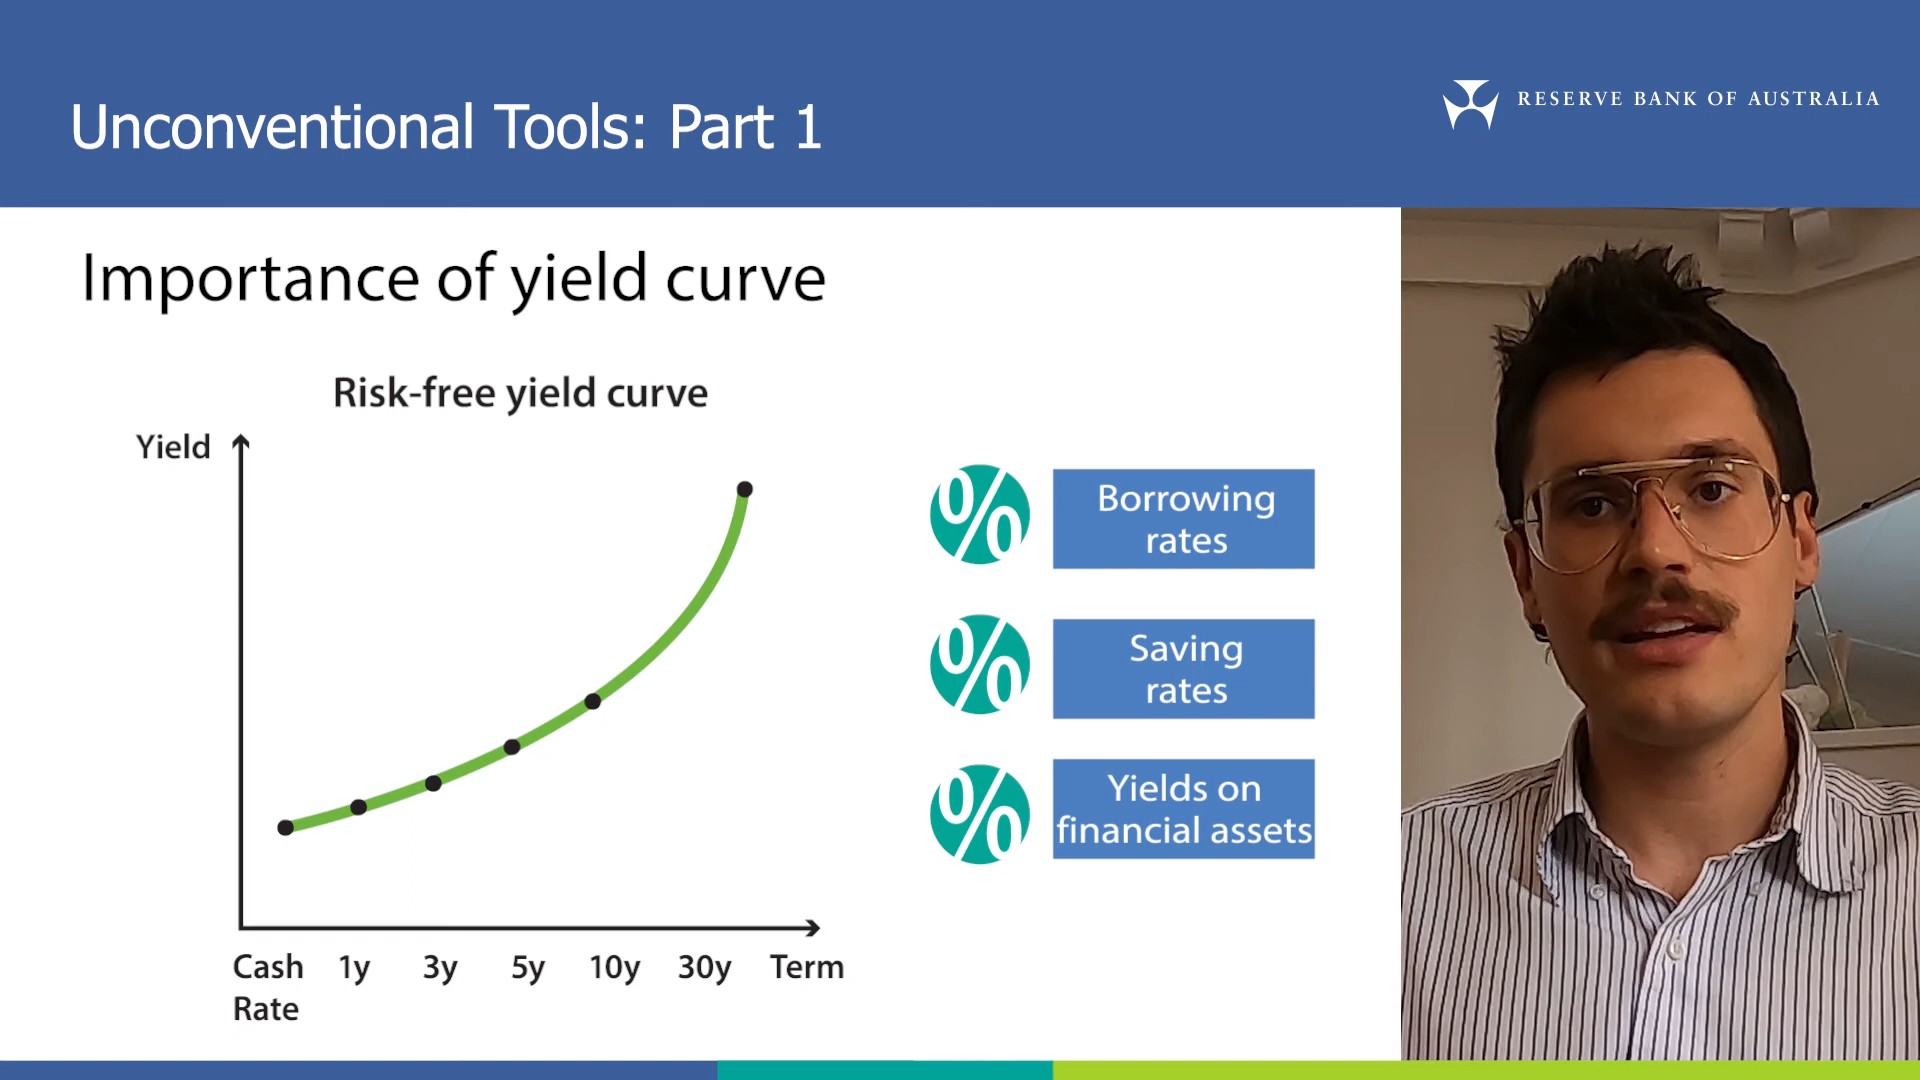 Unconventional Tools: Part 1
RESERVE BANK OF AUSTRALIA
Importance of yield curve
Risk-free yield curve
Yield
Cash Rate
1y
3y
5y
10y
30y
Term
%
Borrowing
rates
%
Saving
rates
%
Yields on
financial assets